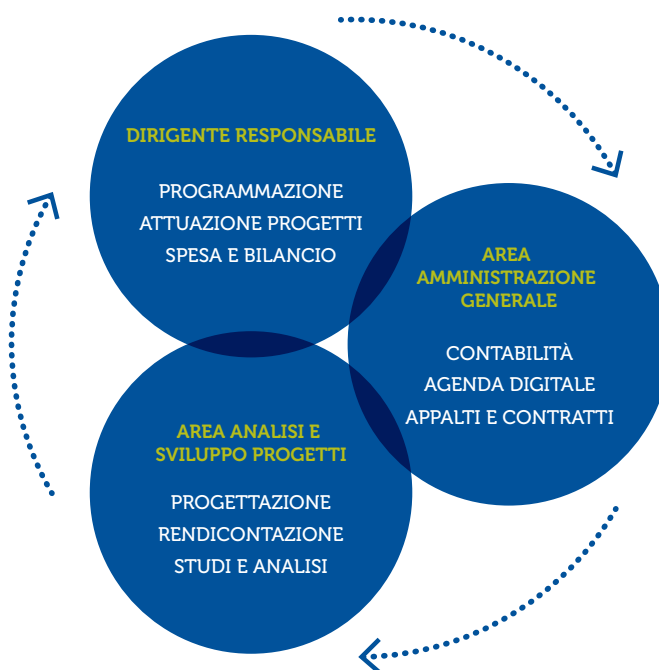 DIRIGENTE RESPONSABILE
PROGRAMMAZIONE
ATTUAZIONE PROGETTI
SPESA E BILANCIO
AREA
AMMINISTRAZIONE
GENERALE
CONTABILITÀ
AGENDA DIGITALE
APPALTI E CONTRATTI
AREA ANALISI E
SVILUPPO PROGETTI
PROGETTAZIONE
RENDICONTAZIONE
STUDI E ANALISI